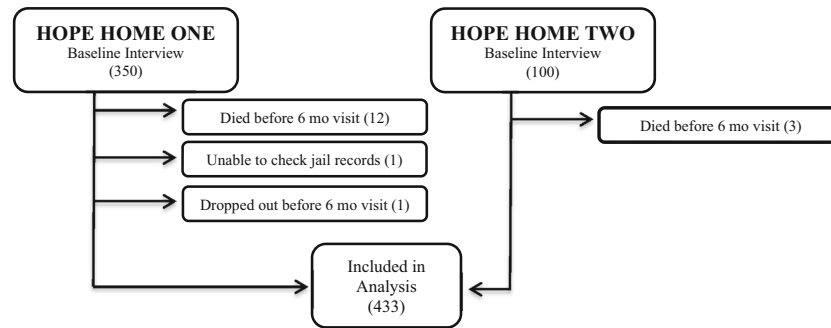 HOPE HOME ONE
Baseline Interview
(350)
HOPE HOME TWO
Baseline Interview
(100)
Died before 6 mo visit (12)
Died before 6 mo visit (3)
Unable to check jail records (1)
Dropped out before 6 mo visit (1)
Included in
Analysis
(433)